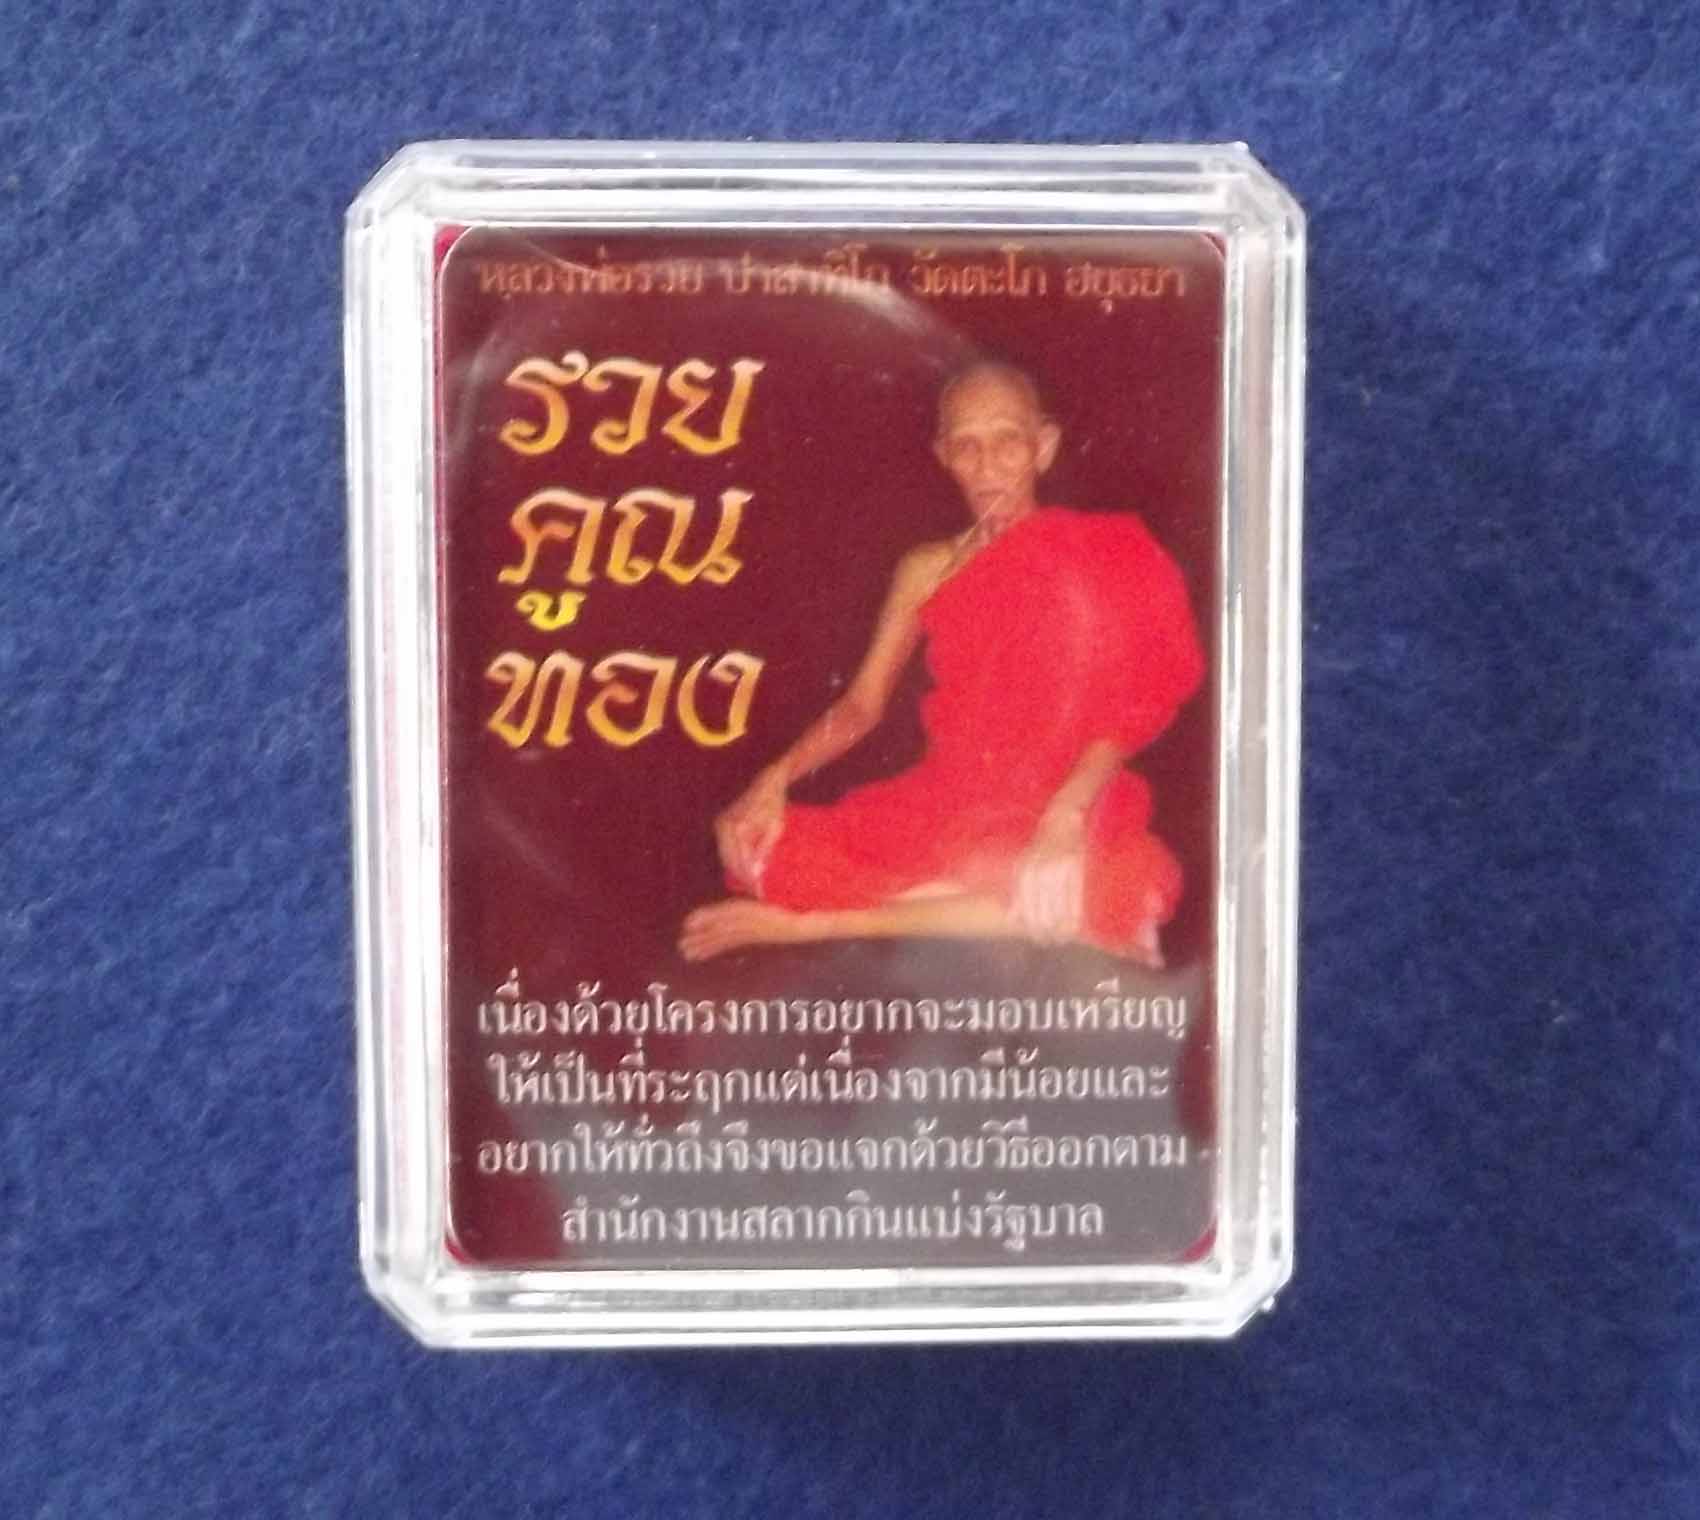 หลวงพ่อรวย ปาสาทิโก วัดตะโก อยุธยา
รวย
คูณ
ทอง
เนื่องด้วยโครงการอยากจะมอบเหรียญ
ให้เป็นที่ระฤกแต่เนื่องจากมีน้อยและ
อยากให้ทั่วถึงจึงขอแจกด้วยวิธีออกตาม
สำนักงานสลากกินแบ่งรัฐบาล